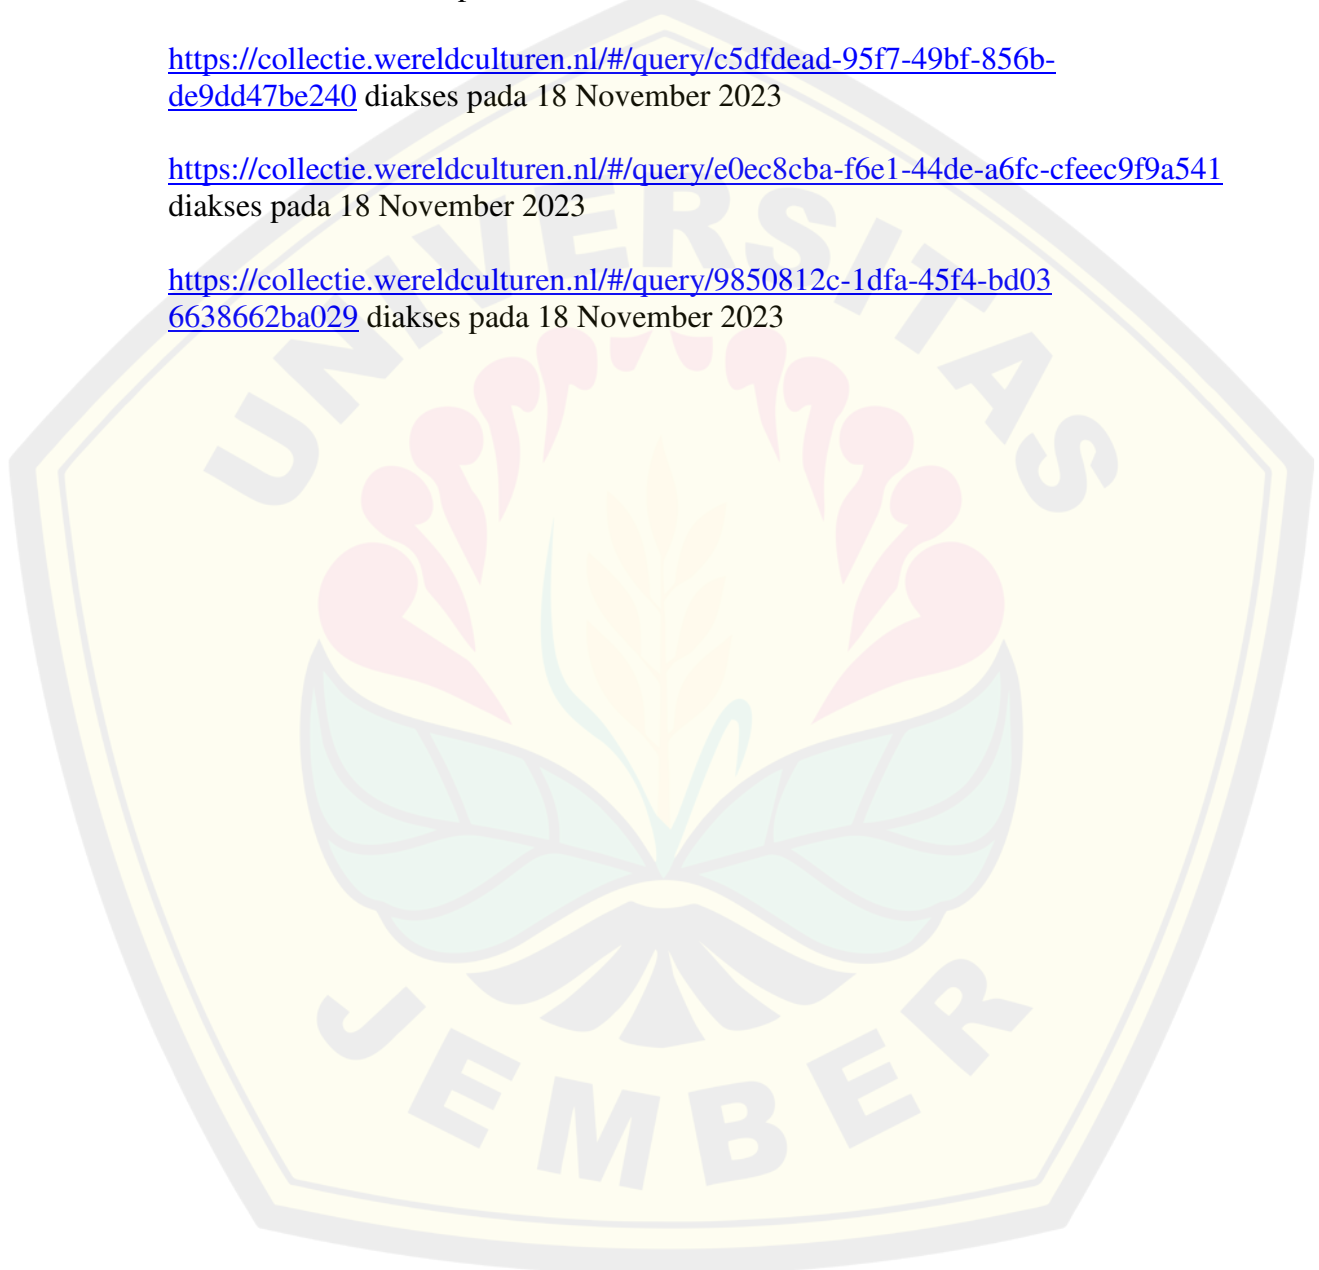 https://collectie.wereldculturen.nl/#/query/c5dfdead-95f7-49bf-856b-
de9dd47be240 diakses pada 18 November 2023
https://collectie.wereldculturen.nl/#/query/e0ec8cba-f6e1-44de-a6fc-cfeec9f9a541
diakses pada 18 November 2023
https://collectie.wereldculturen.nl/#/query/9850812c-1dfa-45f4-bd03
6638662ba029 diakses pada 18 November 2023
UNIVERSITAS
JEMBER